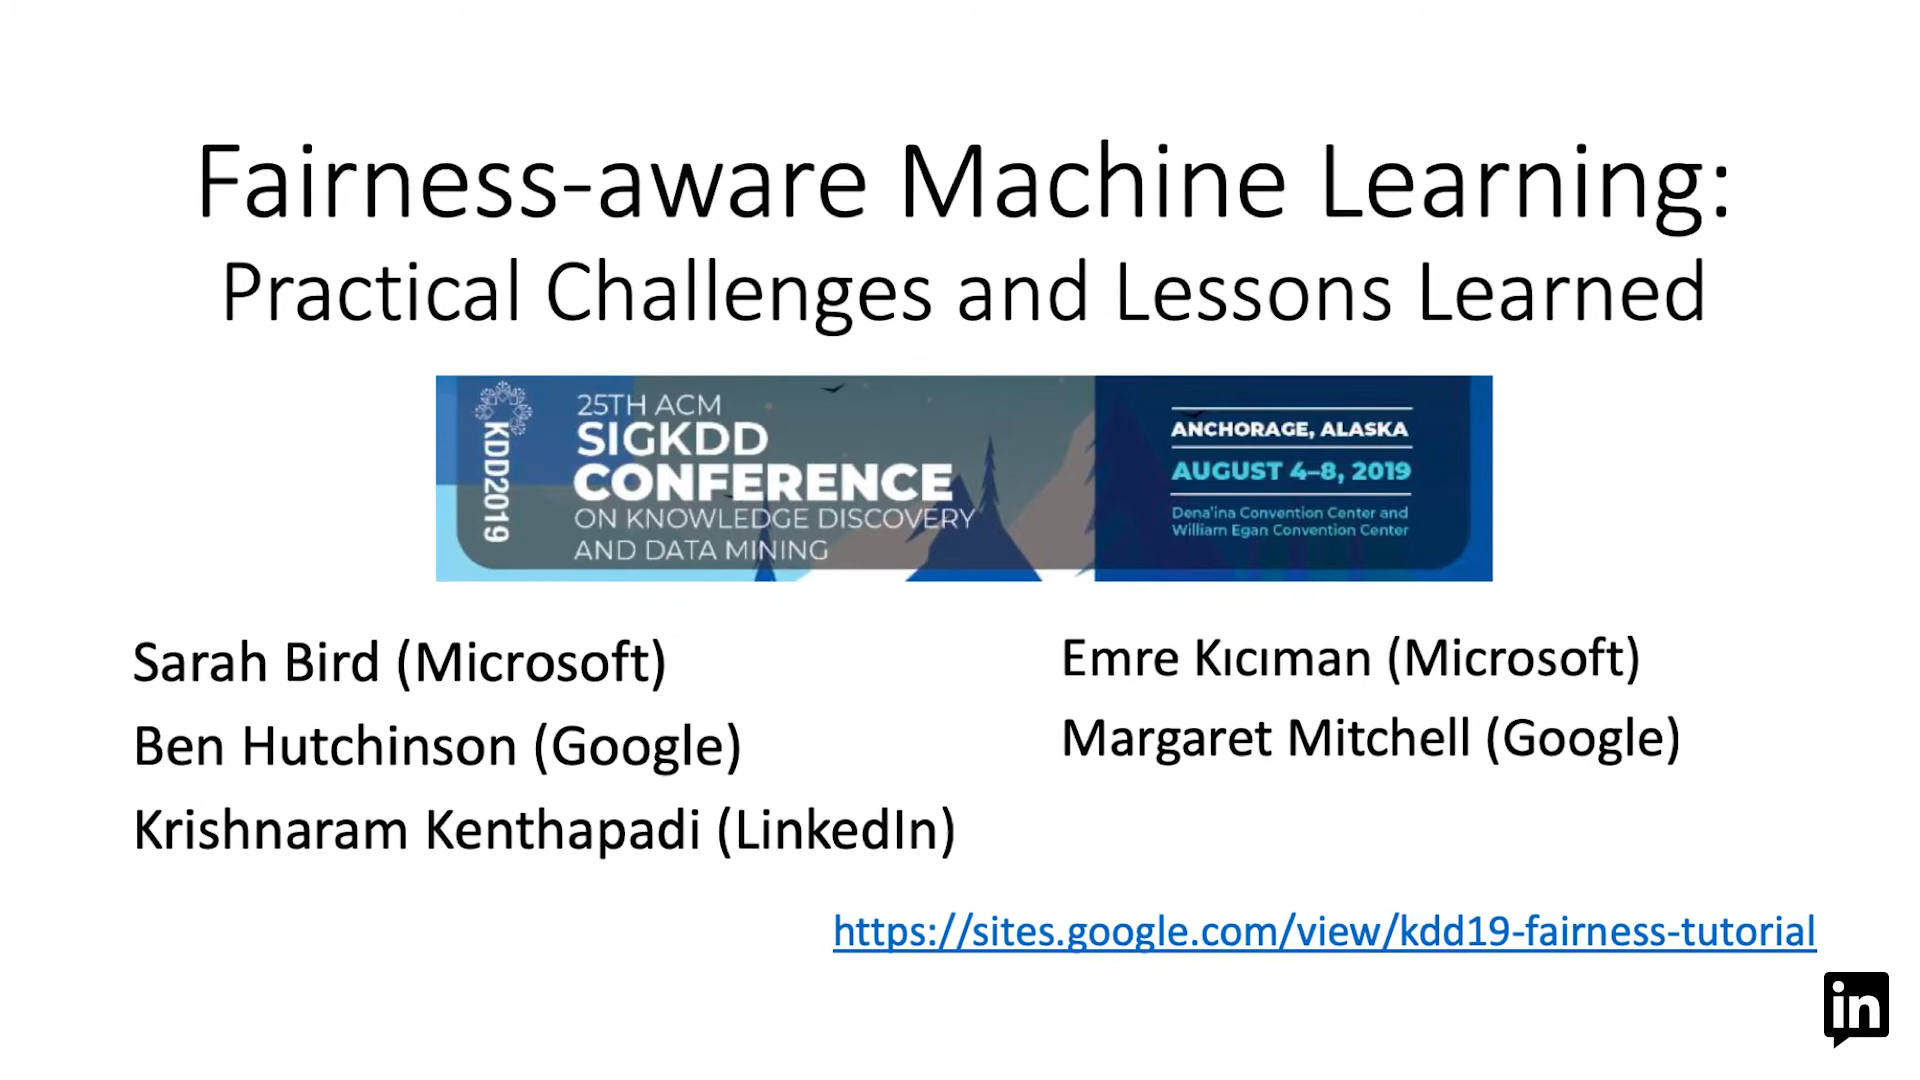 Fairness-aware Machine Learning:
Practical Challenges and Lessons Learned
KDD2019
25TH ACM
SIGKDD
CONFERENCE
ON KNOWLEDGE DISCOVERY
AND DATA MINING
ANCHORAGE, ALASKA
AUGUST 4–8, 2019
Dena'ina Convention Center and
William Egan Convention Center
Sarah Bird (Microsoft)
Ben Hutchinson (Google)
Krishnaram Kenthapadi (LinkedIn)
Emre Kıcıman (Microsoft)
Margaret Mitchell (Google)
https://sites.google.com/view/kdd19-fairness-tutorial
in